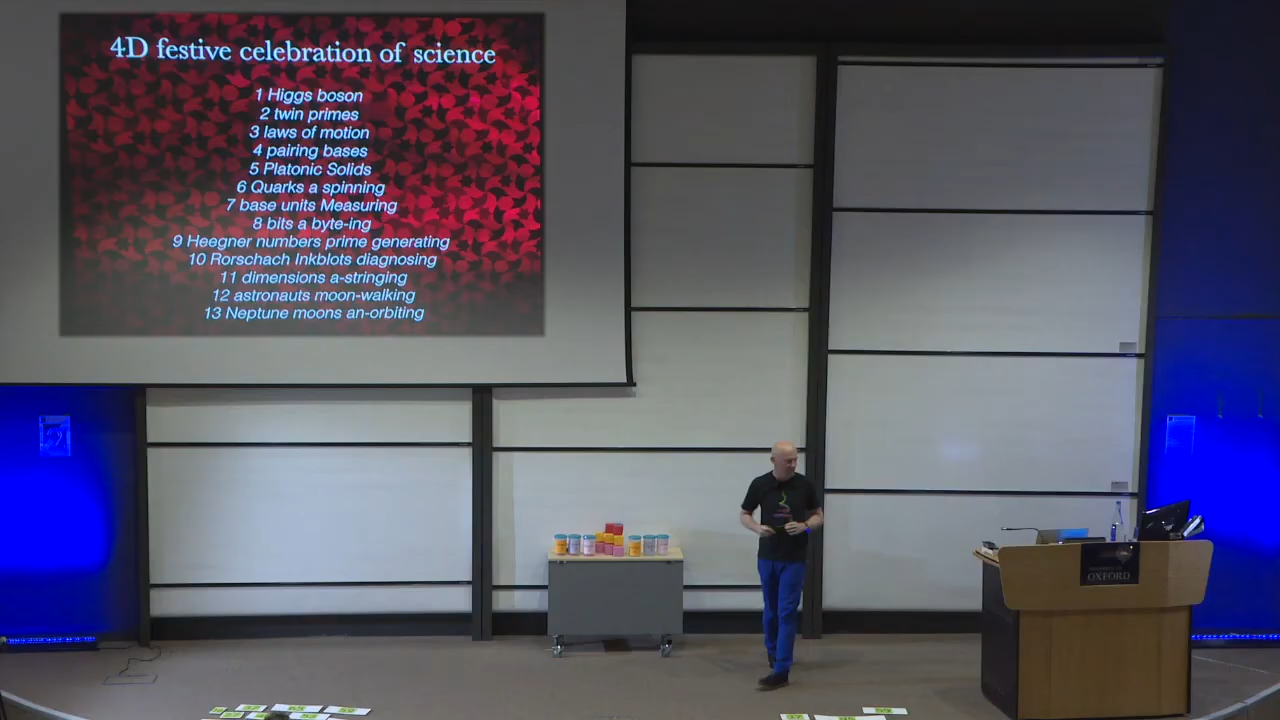 4D festive celebration of science
1 Higgs boson
2 twin primes
3 laws of motion
4 pairing bases
5 Platonic Solids
6 Quarks a spinning
7 base units Measuring
8 bits a byte-ing
9 Heegner numbers prime generating
10 Rorschach Inkblots diagnosing
11 dimensions a-stringing
12 astronauts moon-walking
13 Neptune moons an-orbiting
OXFORD